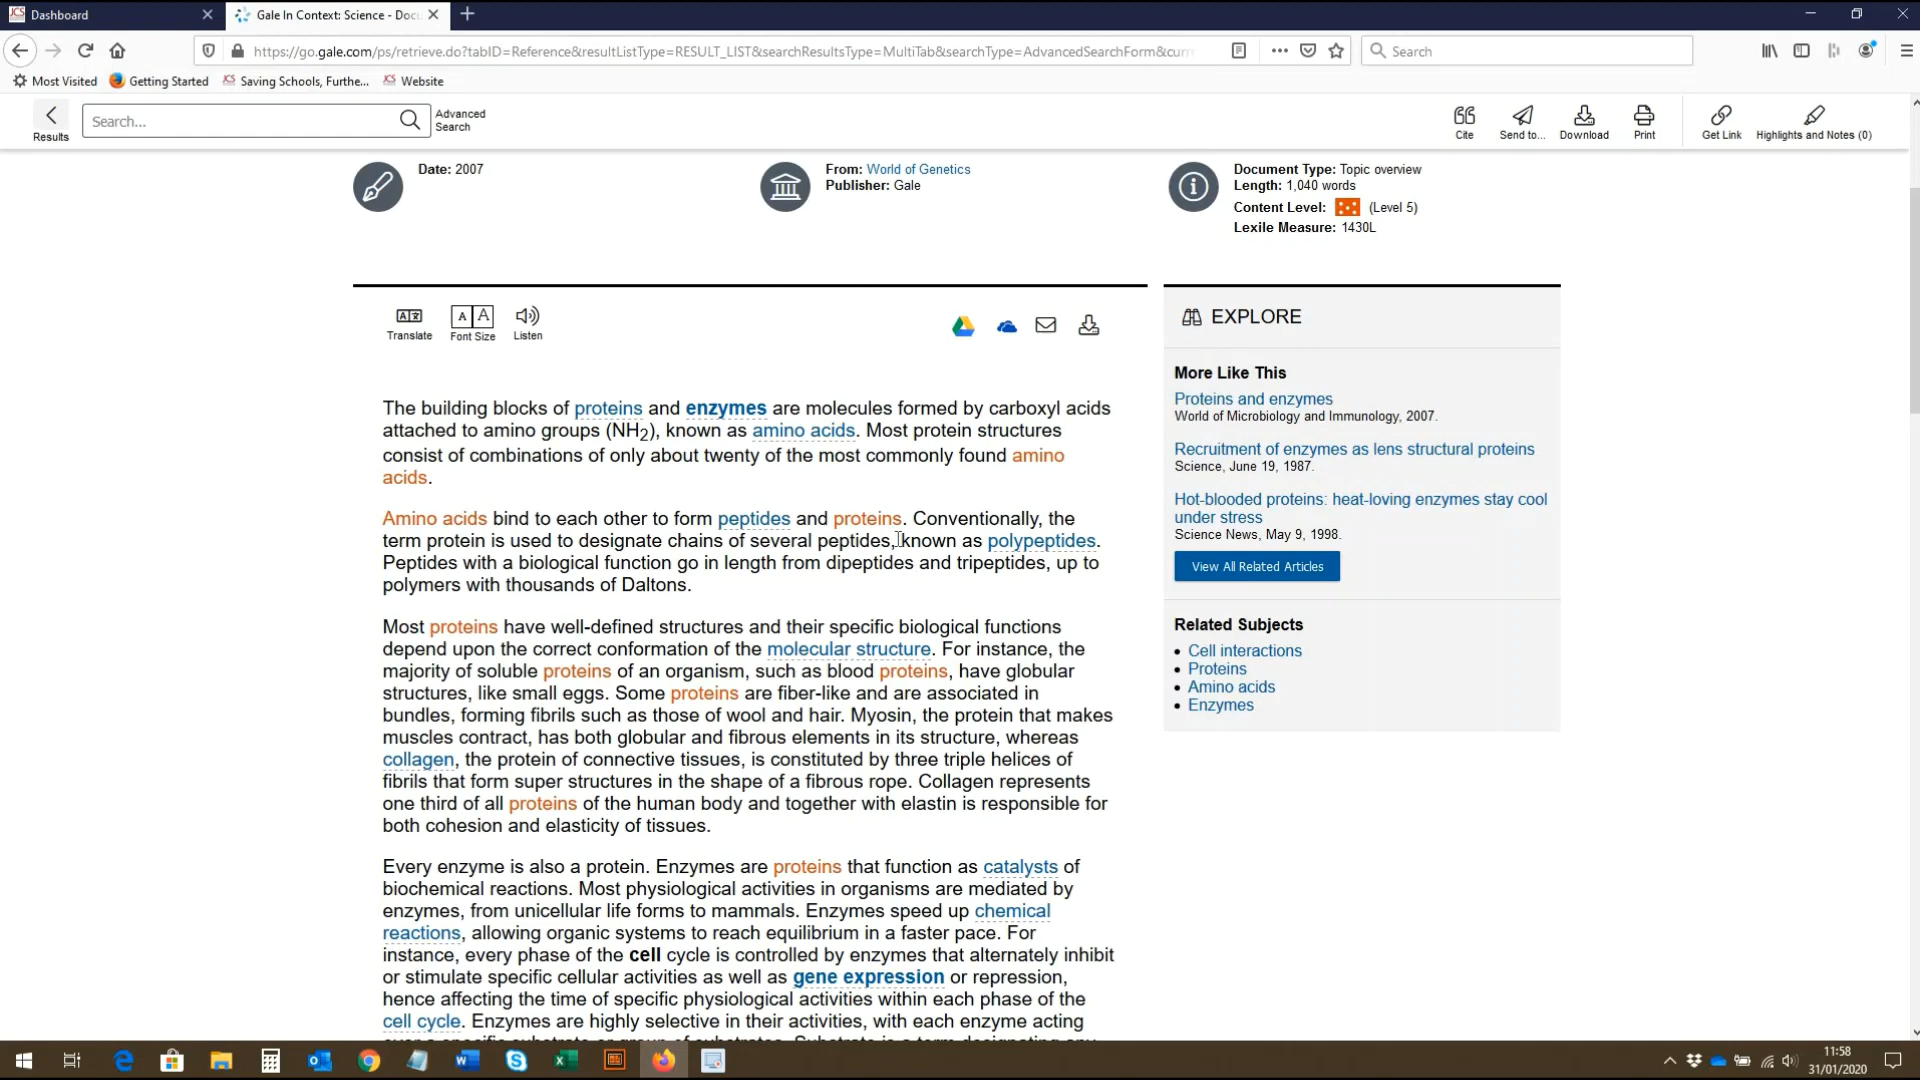 JCS Dashboard
Gale In Context: Science - Docu
https://go.gale.com/ps/retrieve.do?tabID=Reference&resultListType=RESULT_LIST&searchResultsType=MultiTab&searchType=AdvancedSearchForm&curr
Search
Most Visited
Getting Started
JCS Saving Schools, Furthe...
JCS Website
Results
Search...
Advanced
Search
Cite
Send to...
Download
Print
Get Link
Highlights and Notes (0)
Date: 2007
From: World of Genetics
Publisher: Gale
Document Type: Topic overview
Length: 1,040 words
Content Level: (Level 5)
Lexile Measure: 1430L
Translate
A A
Font Size
Listen
The building blocks of proteins and enzymes are molecules formed by carboxyl acids
attached to amino groups (NH2), known as amino acids. Most protein structures
consist of combinations of only about twenty of the most commonly found amino
acids.
Amino acids bind to each other to form peptides and proteins. Conventionally, the
term protein is used to designate chains of several peptides, known as polypeptides.
Peptides with a biological function go in length from dipeptides and tripeptides, up to
polymers with thousands of Daltons.
Most proteins have well-defined structures and their specific biological functions
depend upon the correct conformation of the molecular structure. For instance, the
majority of soluble proteins of an organism, such as blood proteins, have globular
structures, like small eggs. Some proteins are fiber-like and are associated in
bundles, forming fibrils such as those of wool and hair. Myosin, the protein that makes
muscles contract, has both globular and fibrous elements in its structure, whereas
collagen, the protein of connective tissues, is constituted by three triple helices of
fibrils that form super structures in the shape of a fibrous rope. Collagen represents
one third of all proteins of the human body and together with elastin is responsible for
both cohesion and elasticity of tissues.
Every enzyme is also a protein. Enzymes are proteins that function as catalysts of
biochemical reactions. Most physiological activities in organisms are mediated by
enzymes, from unicellular life forms to mammals. Enzymes speed up chemical
reactions, allowing organic systems to reach equilibrium in a faster pace. For
instance, every phase of the cell cycle is controlled by enzymes that alternately inhibit
or stimulate specific cellular activities as well as gene expression or repression,
hence affecting the time of specific physiological activities within each phase of the
cell cycle. Enzymes are highly selective in their activities, with each enzyme acting
EXPLORE
More Like This
Proteins and enzymes
World of Microbiology and Immunology, 2007.
Recruitment of enzymes as lens structural proteins
Science, June 19, 1987.
Hot-blooded proteins: heat-loving enzymes stay cool
under stress
Science News, May 9, 1998.
View All Related Articles
Related Subjects
Cell interactions
Proteins
Amino acids
Enzymes
11:58
31/01/2020